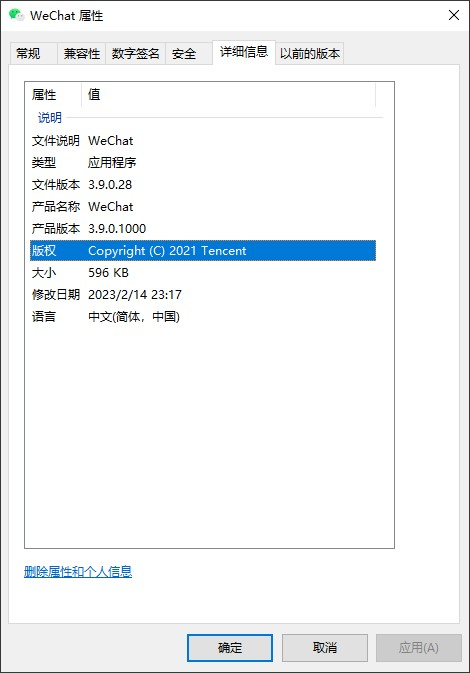 WeChat 属性
常规 兼容性 数字签名 安全 详细信息 以前的版本
属性 值
说明
文件说明 WeChat
类型 应用程序
文件版本 3.9.0.28
产品名称 WeChat
产品版本 3.9.0.1000
版权 Copyright (C) 2021 Tencent
大小 596 KB
修改日期 2023/2/14 23:17
语言 中文(简体，中国)
删除属性和个人信息
确定 取消 应用(A)